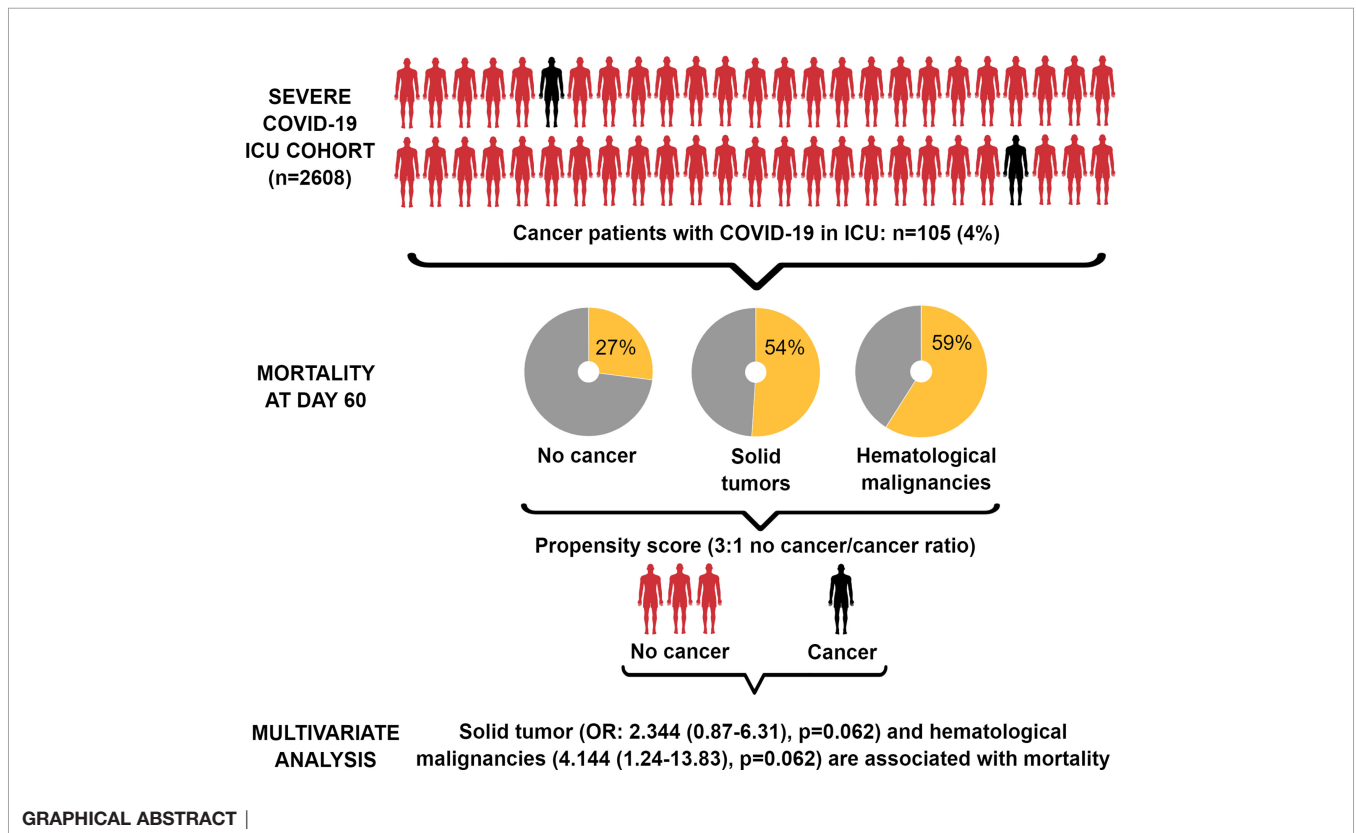 SEVERE
COVID-19
ICU COHORT
(n=2608)
Cancer patients with COVID-19 in ICU: n=105 (4%)
MORTALITY
AT DAY 60
27%
54%
59%
No cancer
Solid
tumors
Hematological
malignancies
Propensity score (3:1 no cancer/cancer ratio)
No cancer
Cancer
MULTIVARIATE
ANALYSIS
Solid tumor (OR: 2.344 (0.87-6.31), p=0.062) and hematological
malignancies (4.144 (1.24-13.83), p=0.062) are associated with mortality
GRAPHICAL ABSTRACT |